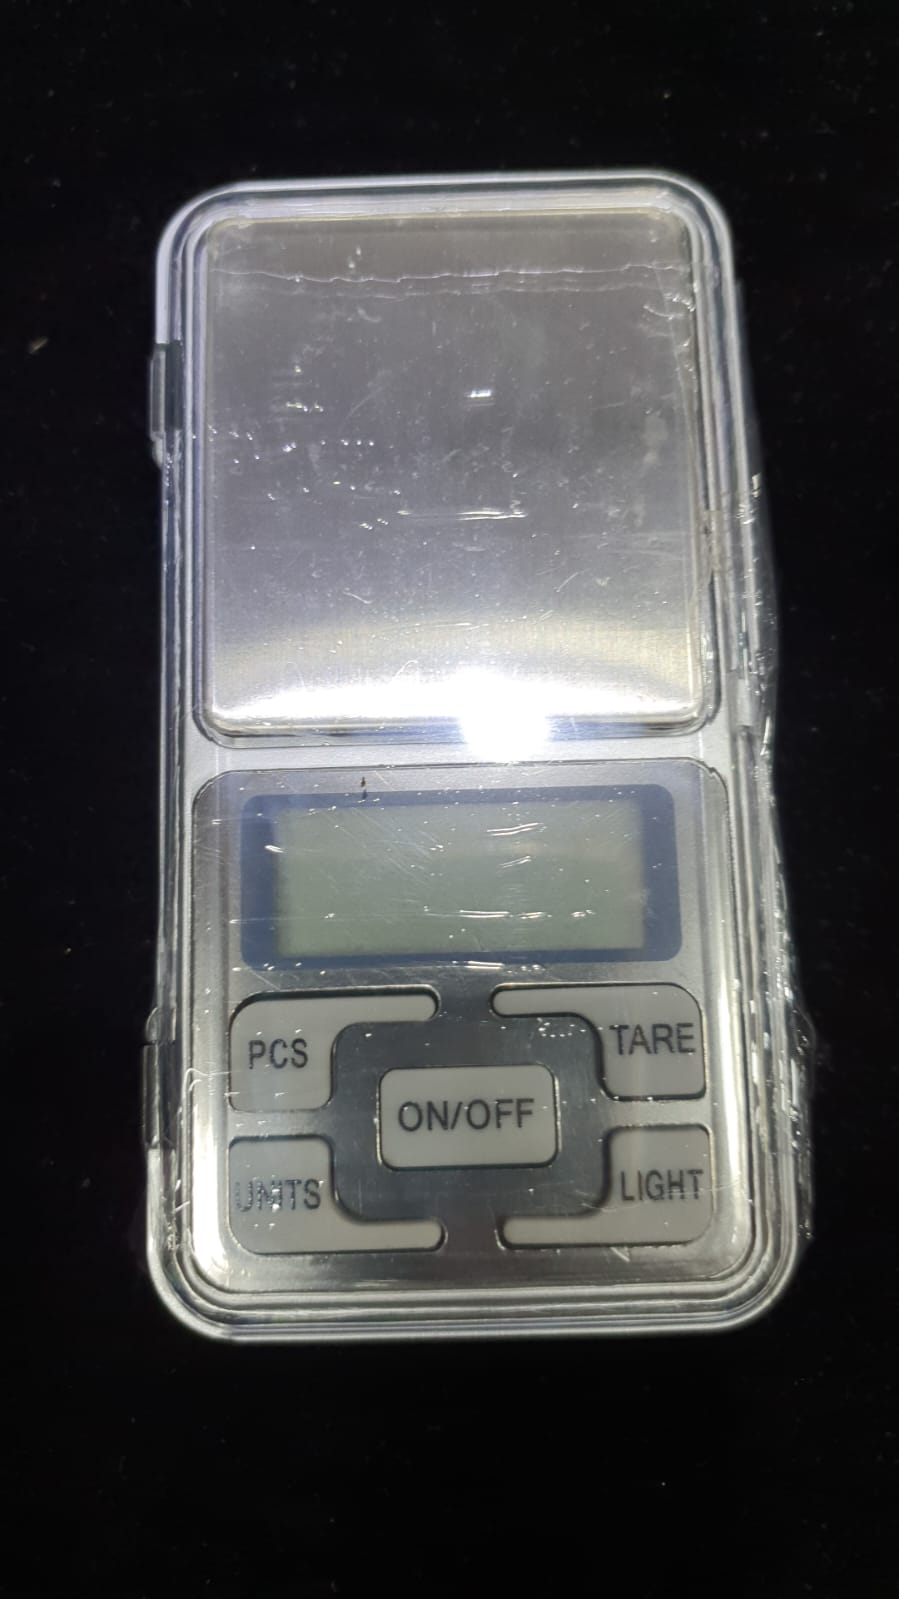 PCS
TARE
ON/OFF
UNITS
LIGHT